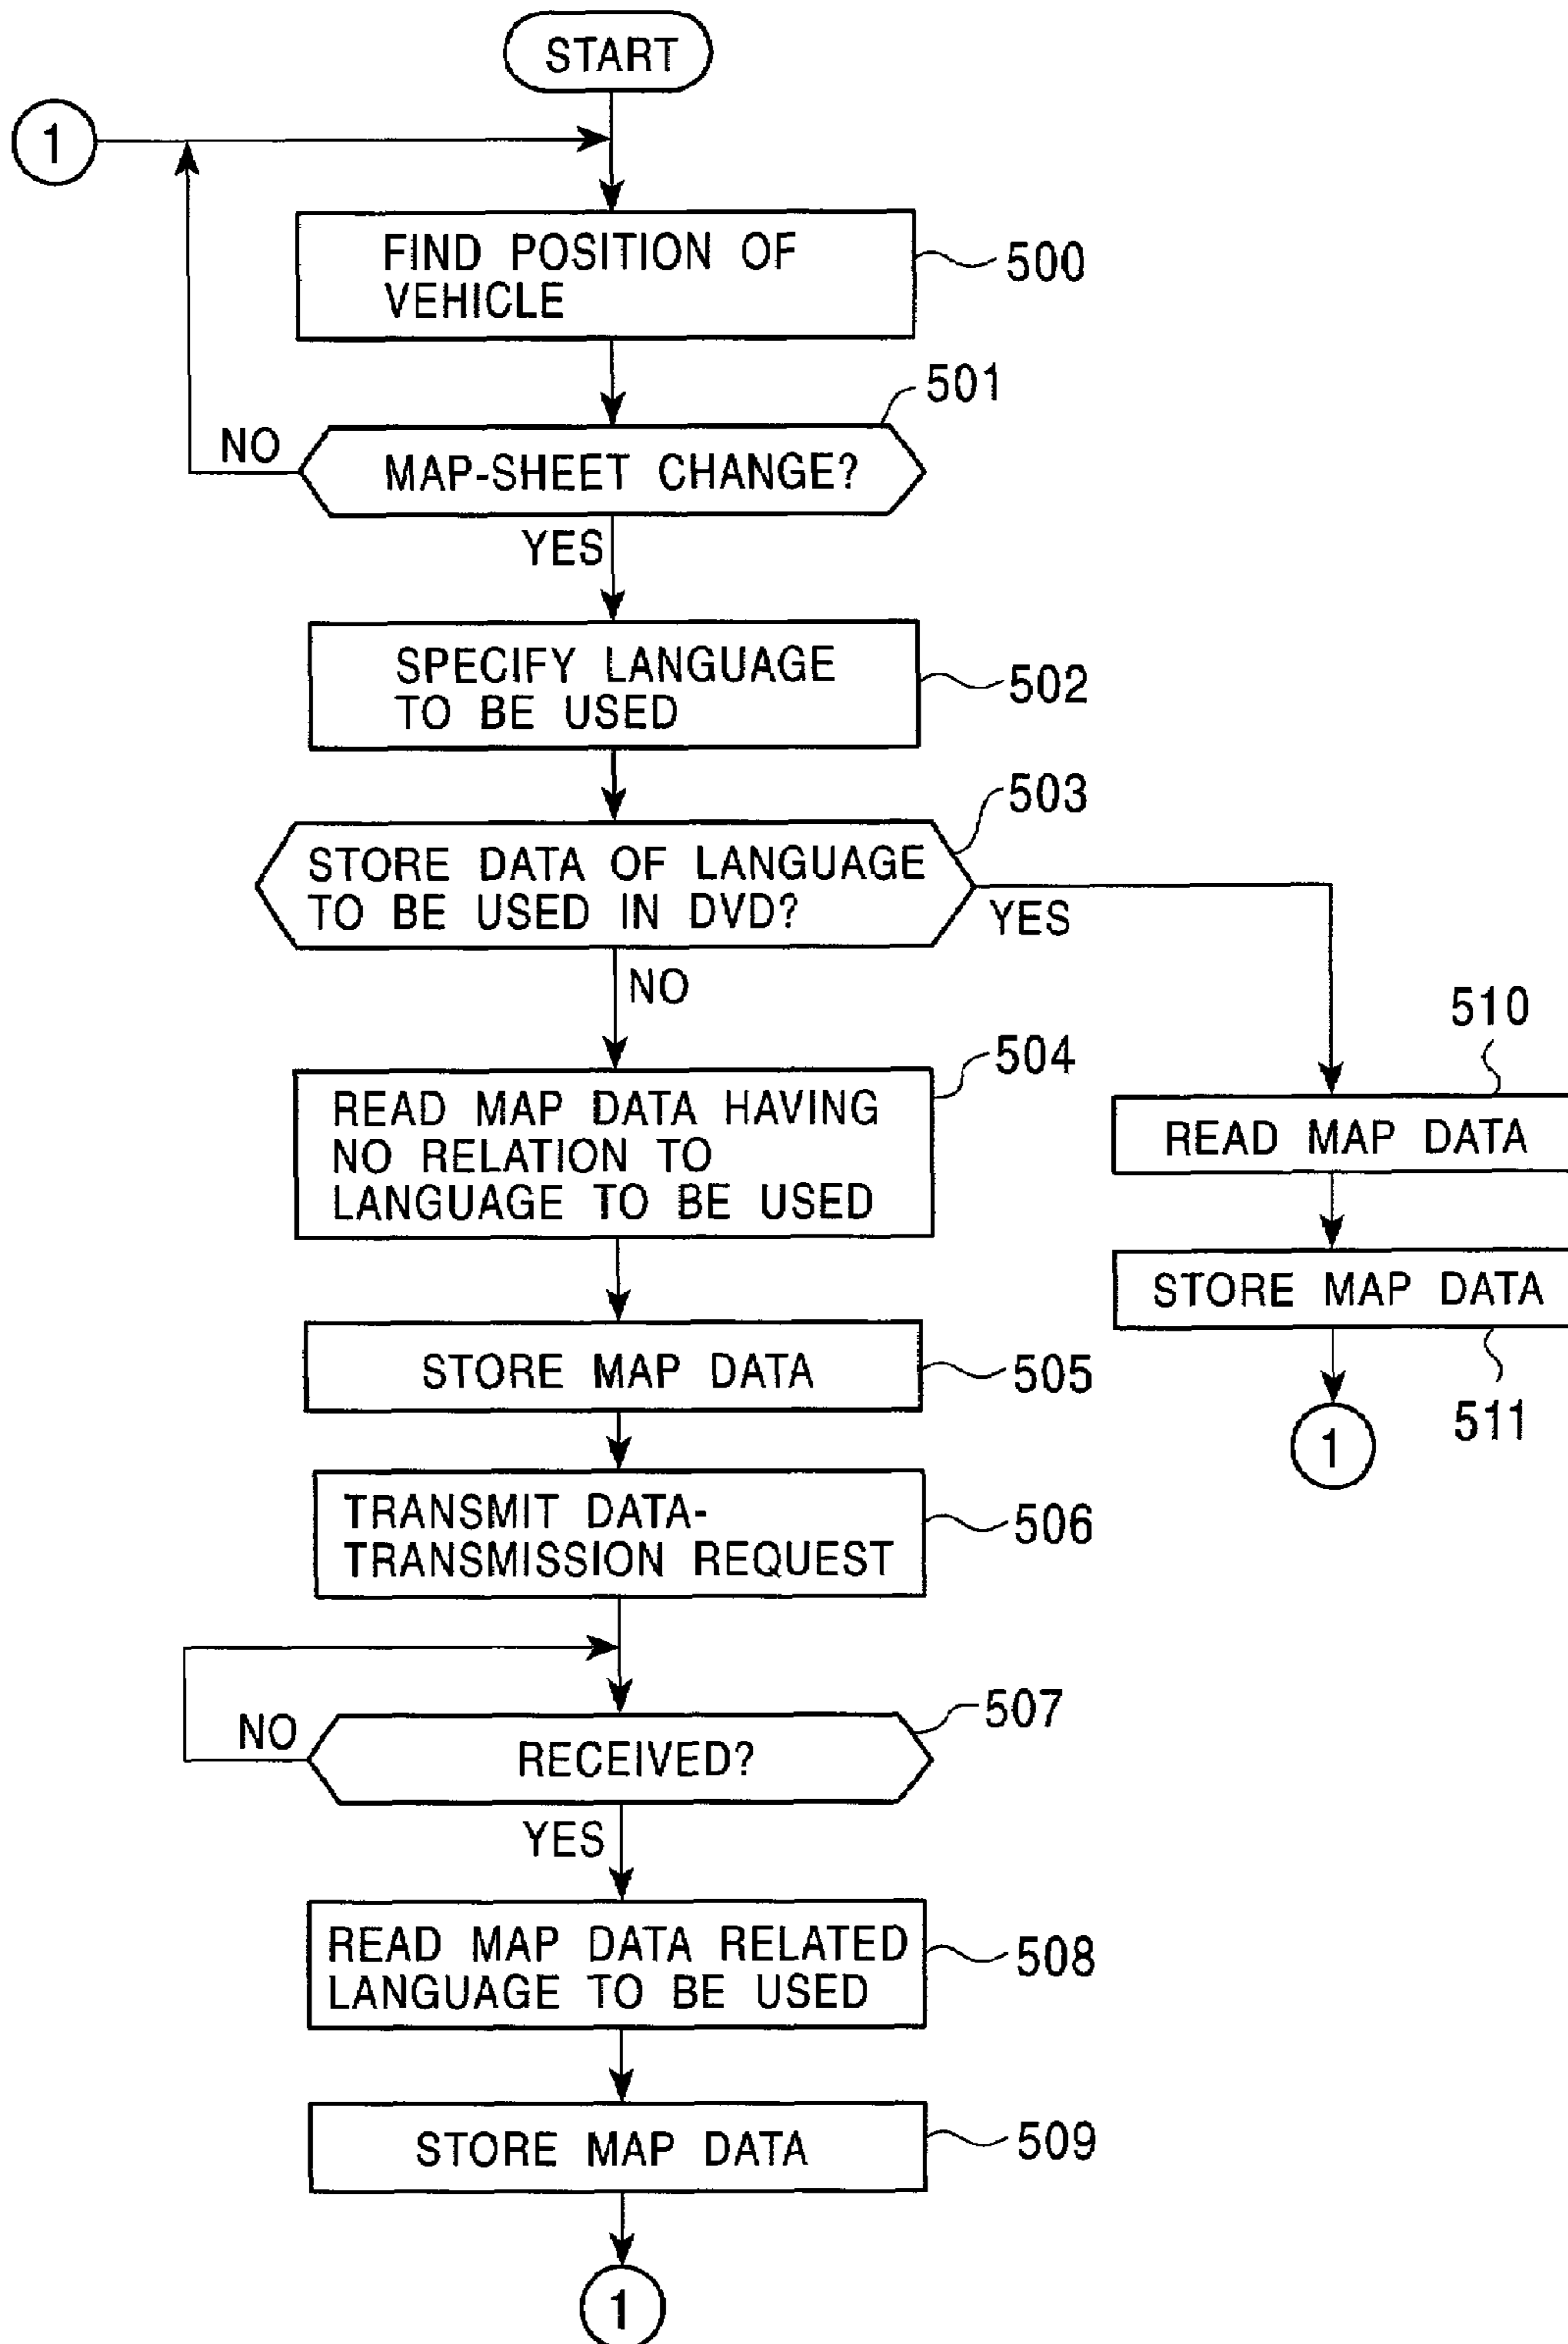 START
1
FIND POSITION OF
VEHICLE
500
501
NO
MAP-SHEET CHANGE?
YES
SPECIFY LANGUAGE
TO BE USED
502
503
STORE DATA OF LANGUAGE
TO BE USED IN DVD?
YES
NO
510
504
READ MAP DATA HAVING
NO RELATION TO
LANGUAGE TO BE USED
READ MAP DATA
STORE MAP DATA
505
STORE MAP DATA
511
1
TRANSMIT DATA-
TRANSMISSION REQUEST
506
507
NO
RECEIVED?
YES
READ MAP DATA RELATED
LANGUAGE TO BE USED
508
STORE MAP DATA
509
1